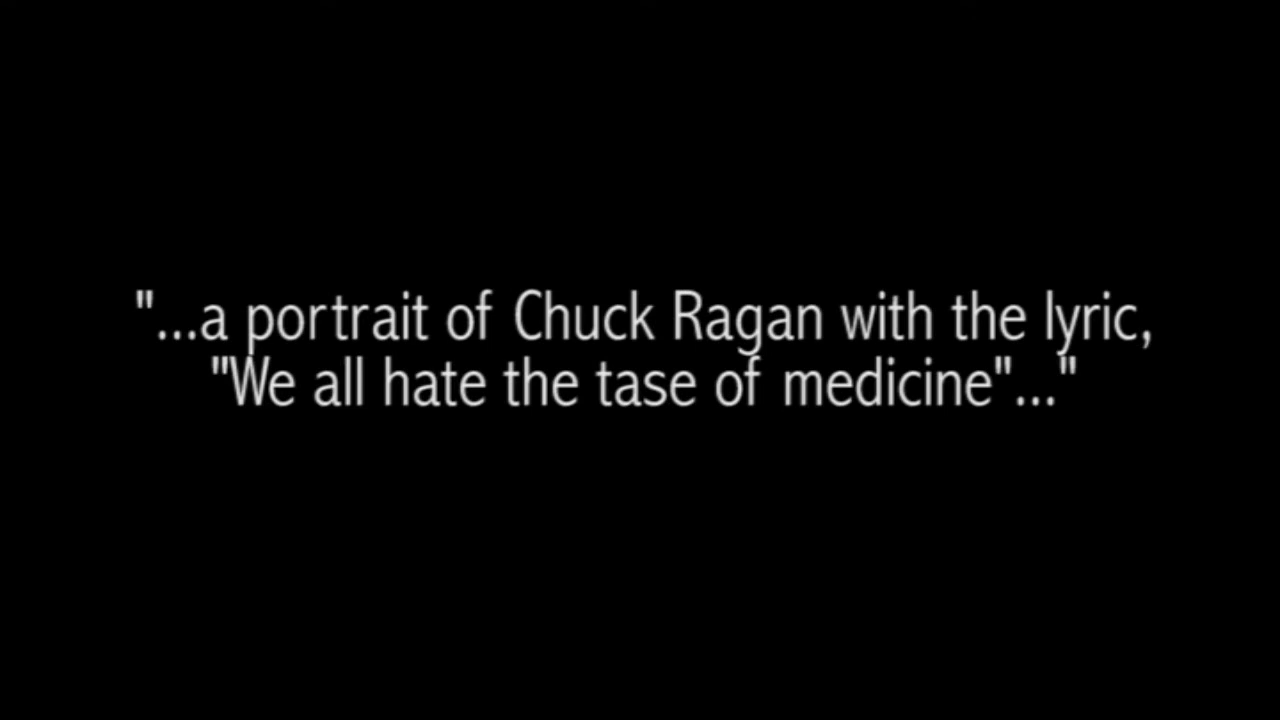 "...a portrait of Chuck Ragan with the lyric,
"We all hate the tase of medicine"..."